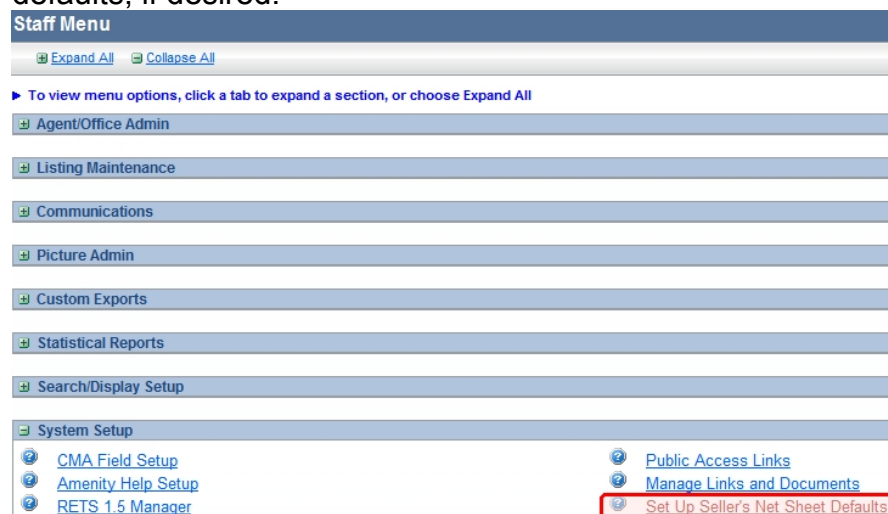 defaults, if desired.
Staff Menu
Expand All Collapse All
To view menu options, click a tab to expand a section, or choose Expand All
Agent/Office Admin
Listing Maintenance
Communications
Picture Admin
Custom Exports
Statistical Reports
Search/Display Setup
System Setup
CMA Field Setup Public Access Links
Amenity Help Setup Manage Links and Documents
RETS 1.5 Manager Set Up Seller's Net Sheet Defaults